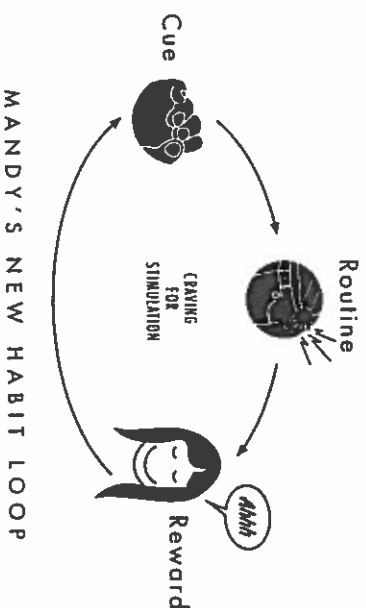 Routine
Cue
CRAVING
FOR
STIMULATION
Ahhh
Reward
MANDY'S NEW HABIT LOOP